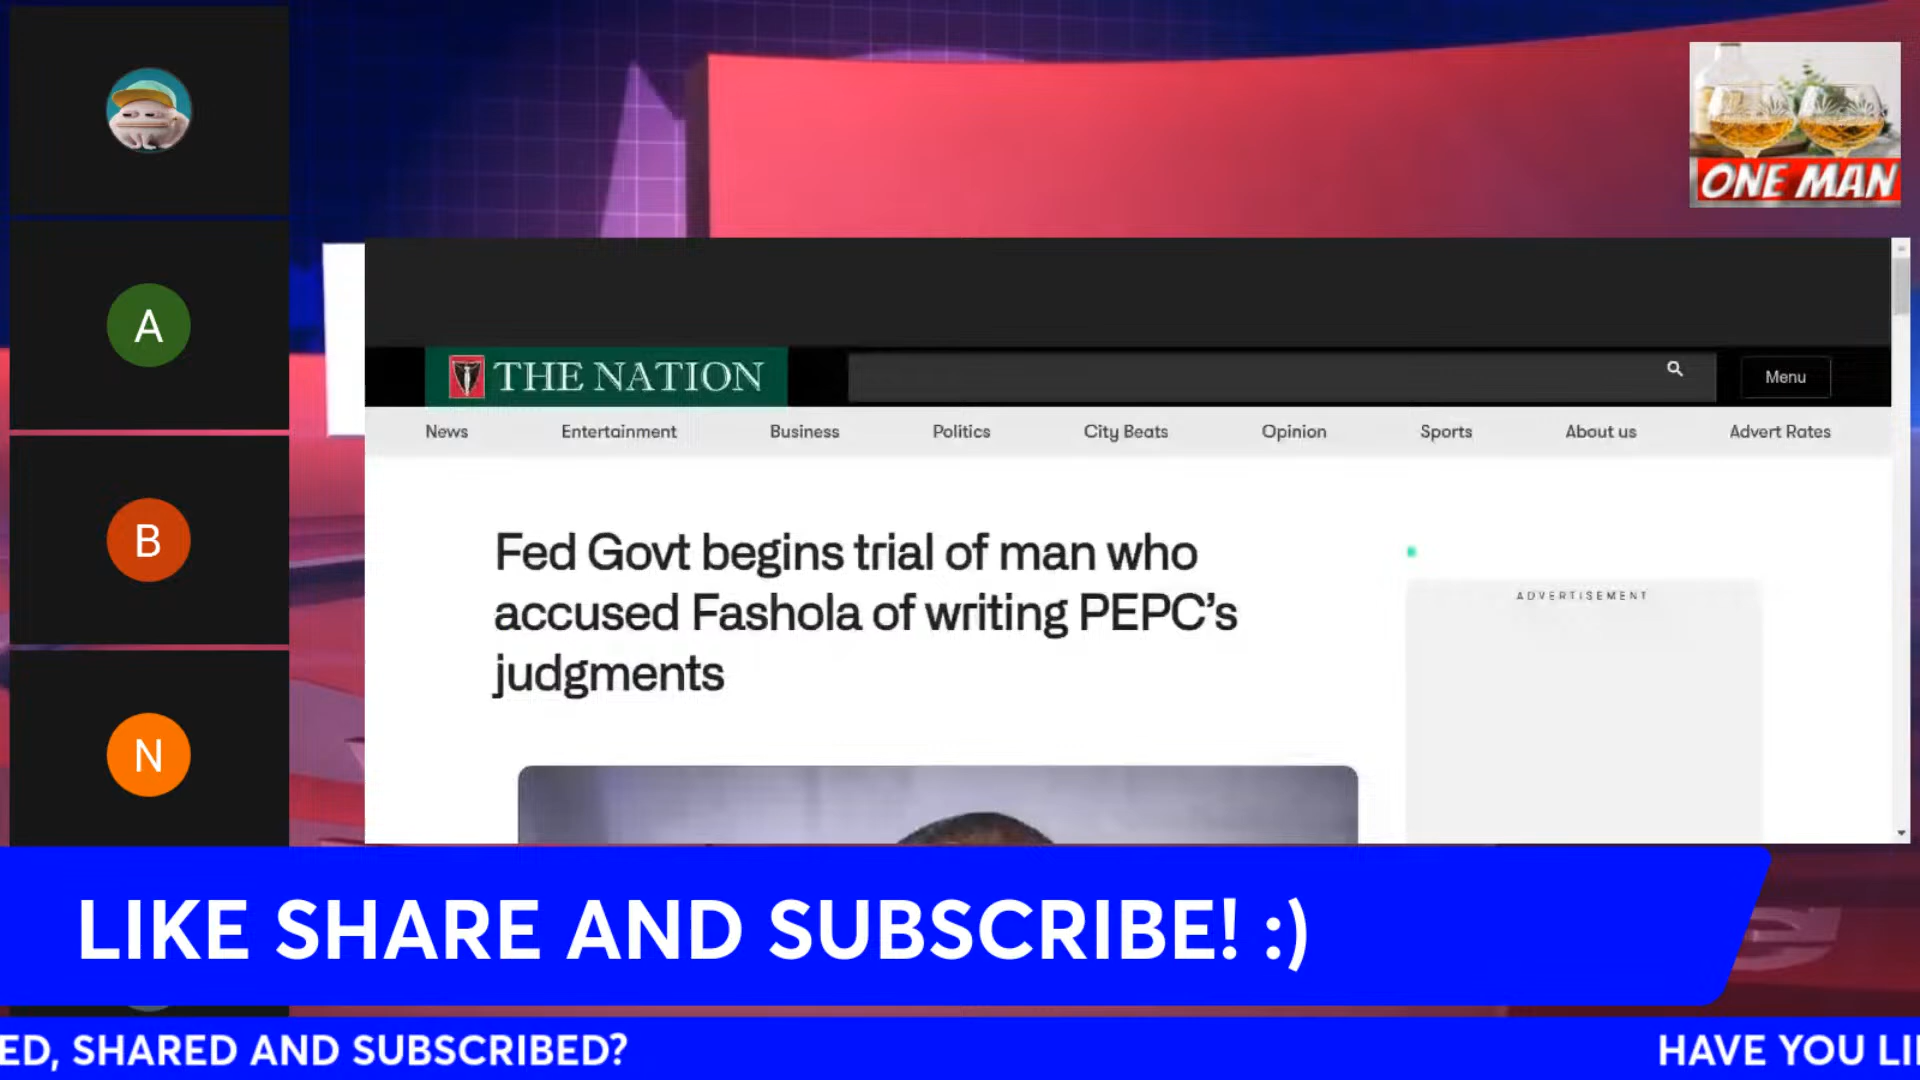 A
B
N
ONE MAN
THE NATION
Menu
News Entertainment Business Politics City Beats Opinion Sports About us Advert Rates
Fed Govt begins trial of man who
accused Fashola of writing PEPC’s
judgments
ADVERTISEMENT
LIKE SHARE AND SUBSCRIBE! :)
ED, SHARED AND SUBSCRIBED? HAVE YOU LI